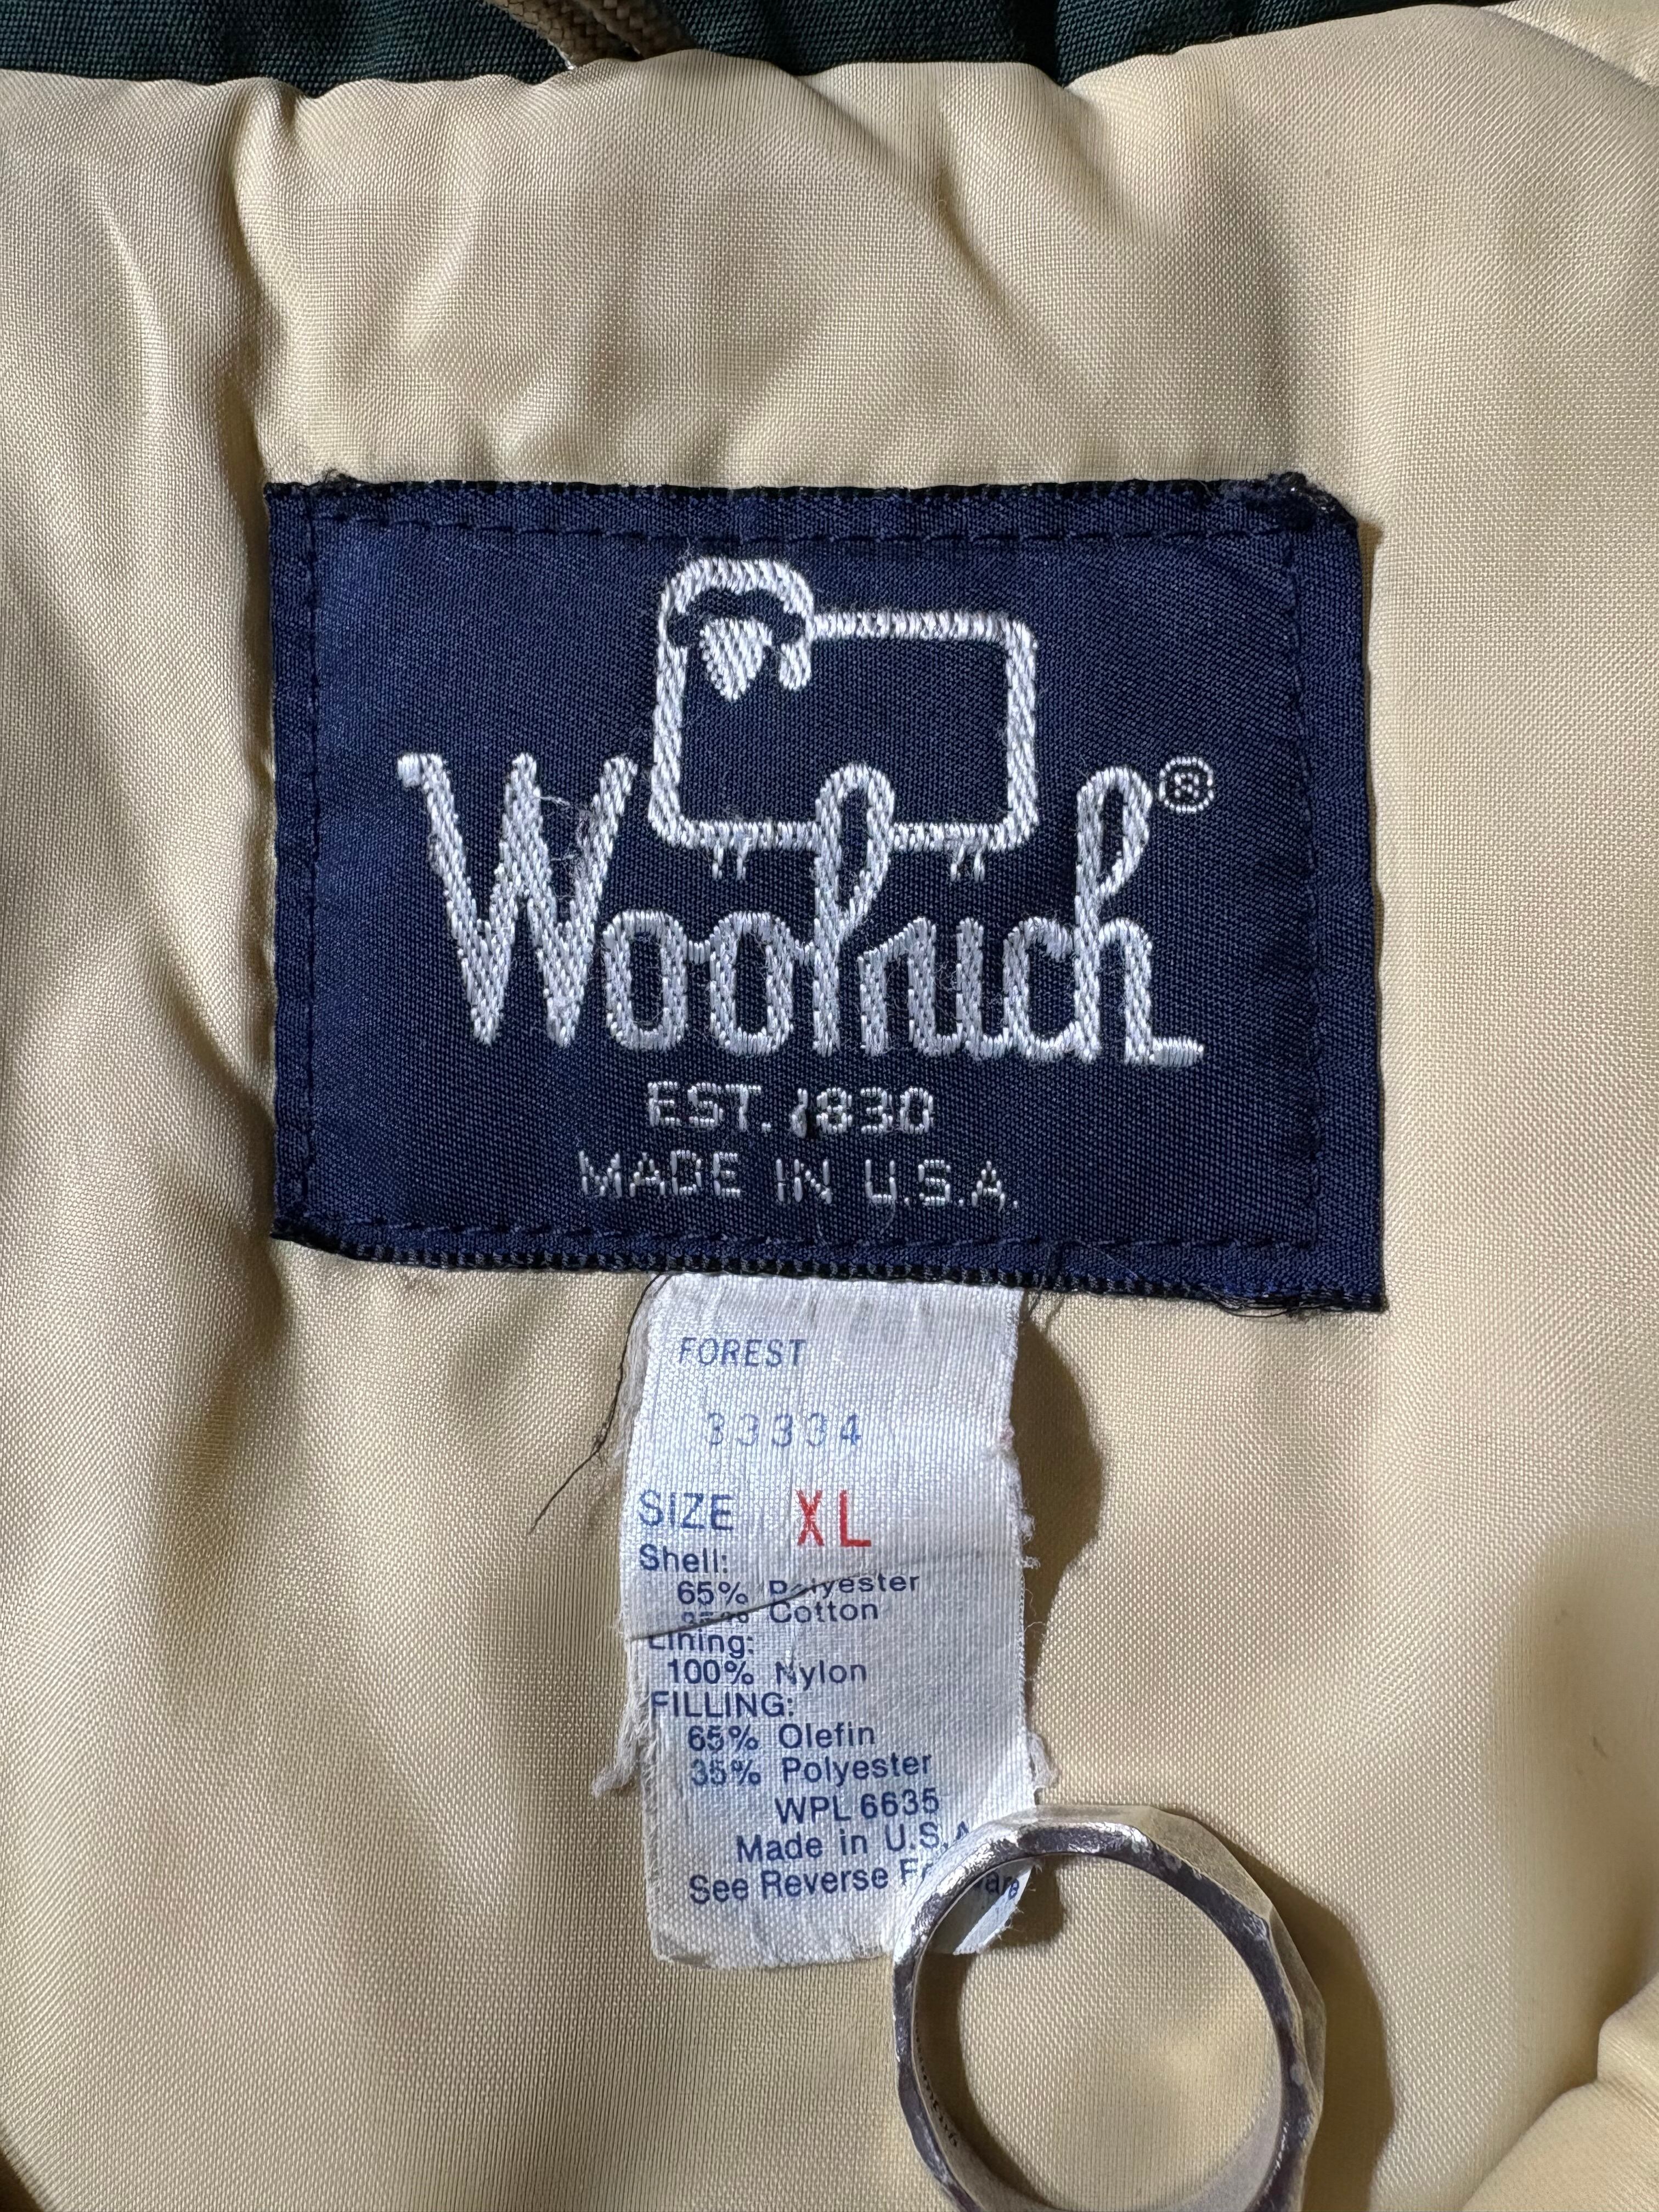 Woolrich®
EST. 1830
MADE IN U.S.A.
FOREST
33334
SIZE XL
Shell:
65% Polyester
35% Cotton
Lining:
100% Nylon
FILLING:
65% Olefin
35% Polyester
WPL 6635
Made in U.S.A
See Reverse